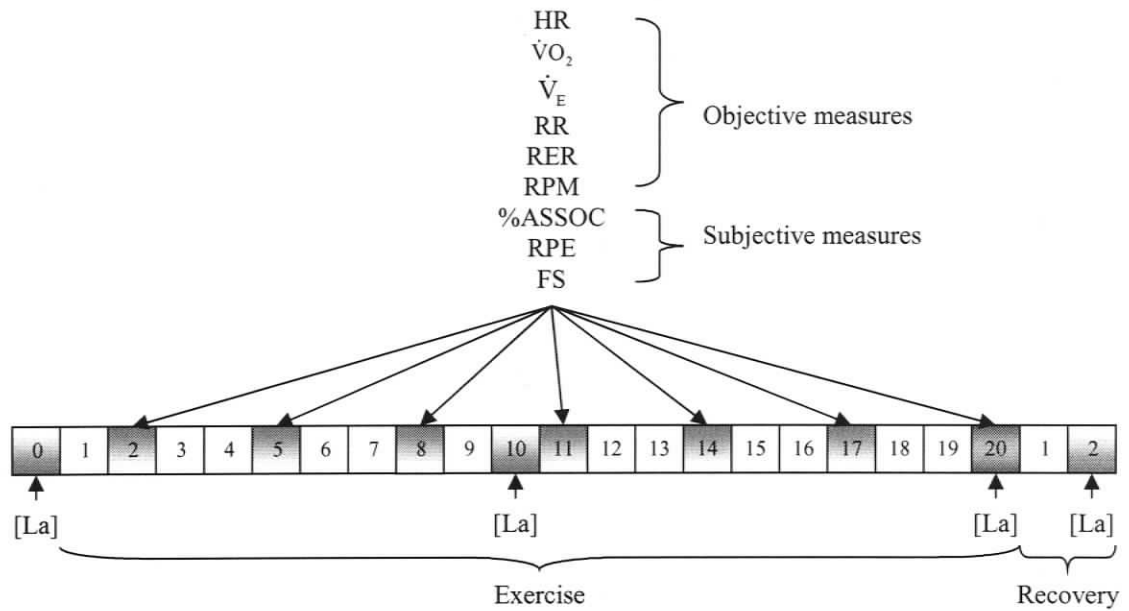 HR
V̇O₂
V̇E
RR
RER
RPM
Objective measures
%ASSOC
RPE
FS
Subjective measures
0 1 2 3 4 5 6 7 8 9 10 11 12 13 14 15 16 17 18 19 20 1 2
[La] [La] [La] [La]
Exercise Recovery